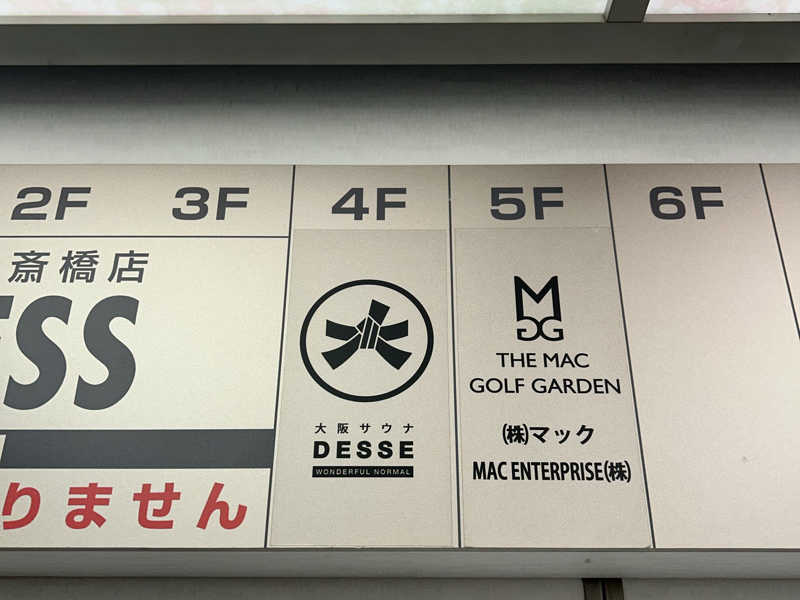 2F
3F
4F
5F
6F
斎橋店
ESS
りません
大阪サウナ
DESSE
WONDERFUL NORMAL
MG
THE MAC
GOLF GARDEN
㈱マック
MAC ENTERPRISE㈱